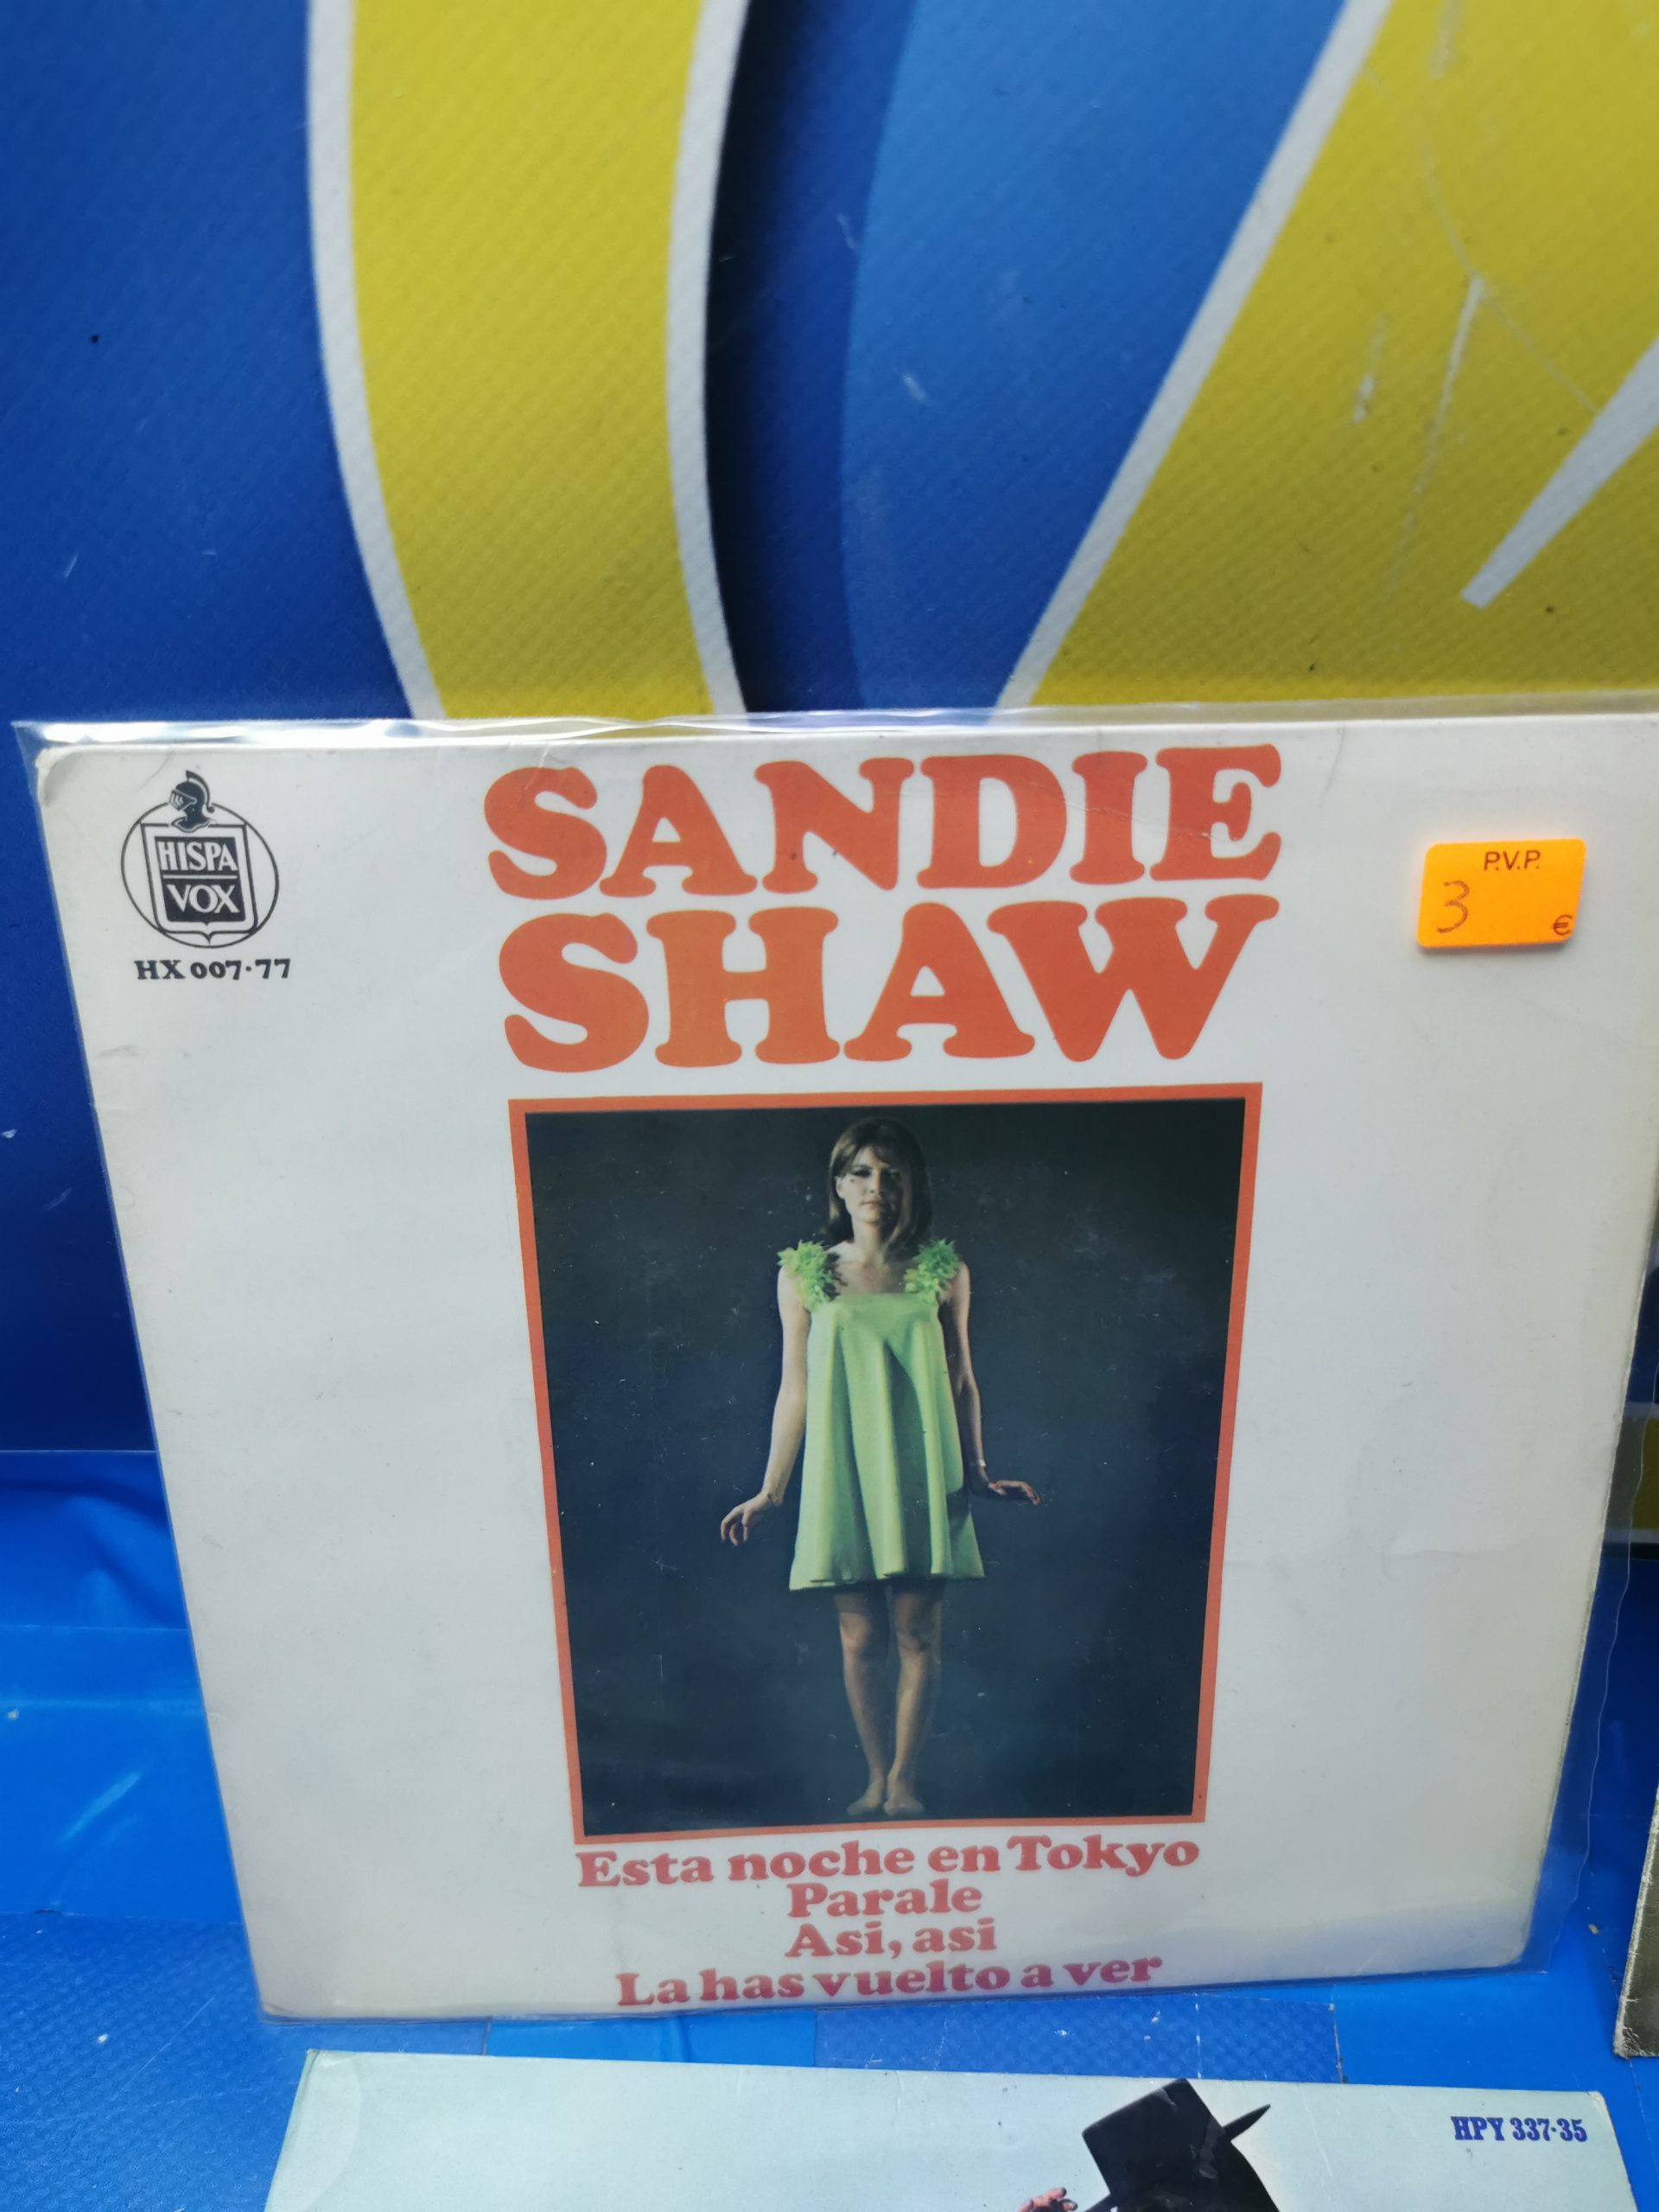 SANDIE
SHAW
HISPA
VOX
HX 007·77
P.V.P.
3 €
Esta noche en Tokyo
Parale
Asi, asi
La has vuelto a ver
HPY 337·35